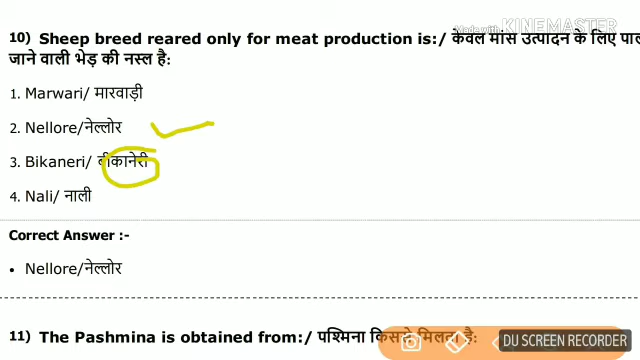 Made with KINEMASTER
10) Sheep breed reared only for meat production is:/ केवल मांस उत्पादन के लिए पाल
जाने वाली भेड़ की नस्ल है:
1. Marwari/ मारवाड़ी
2. Nellore/नेल्लोर
3. Bikaneri/ बीकानेरी
4. Nali/ नाली
Correct Answer :-
• Nellore/नेल्लोर
11) The Pashmina is obtained from:/ पश्मिना किससे मिलता है:
DU SCREEN RECORDER